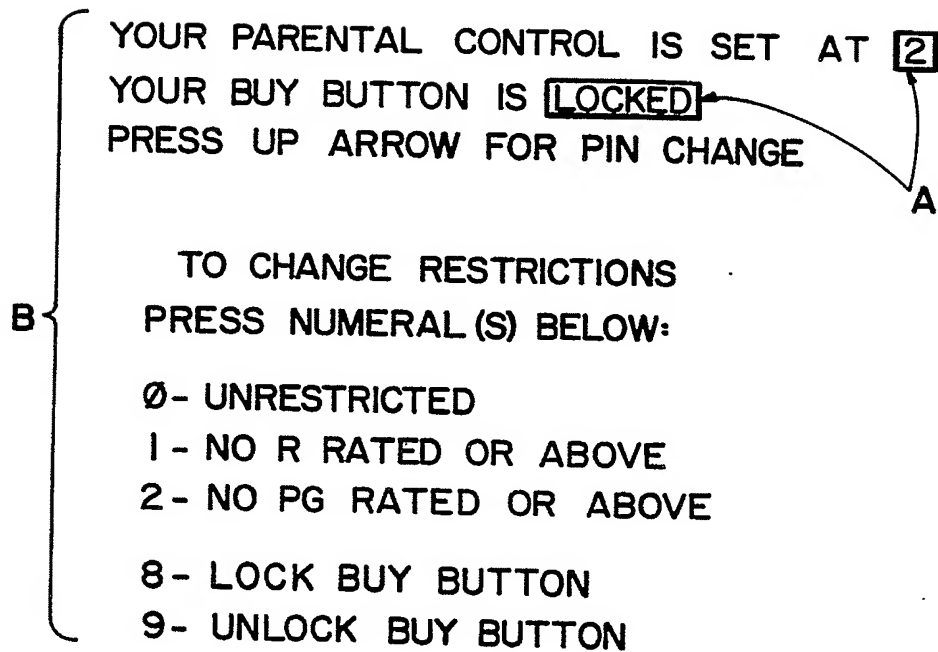 YOUR PARENTAL CONTROL IS SET AT 2
YOUR BUY BUTTON IS LOCKED
PRESS UP ARROW FOR PIN CHANGE
A
TO CHANGE RESTRICTIONS
B
PRESS NUMERAL(S) BELOW:
Ø- UNRESTRICTED
1- NO R RATED OR ABOVE
2- NO PG RATED OR ABOVE
8- LOCK BUY BUTTON
9- UNLOCK BUY BUTTON